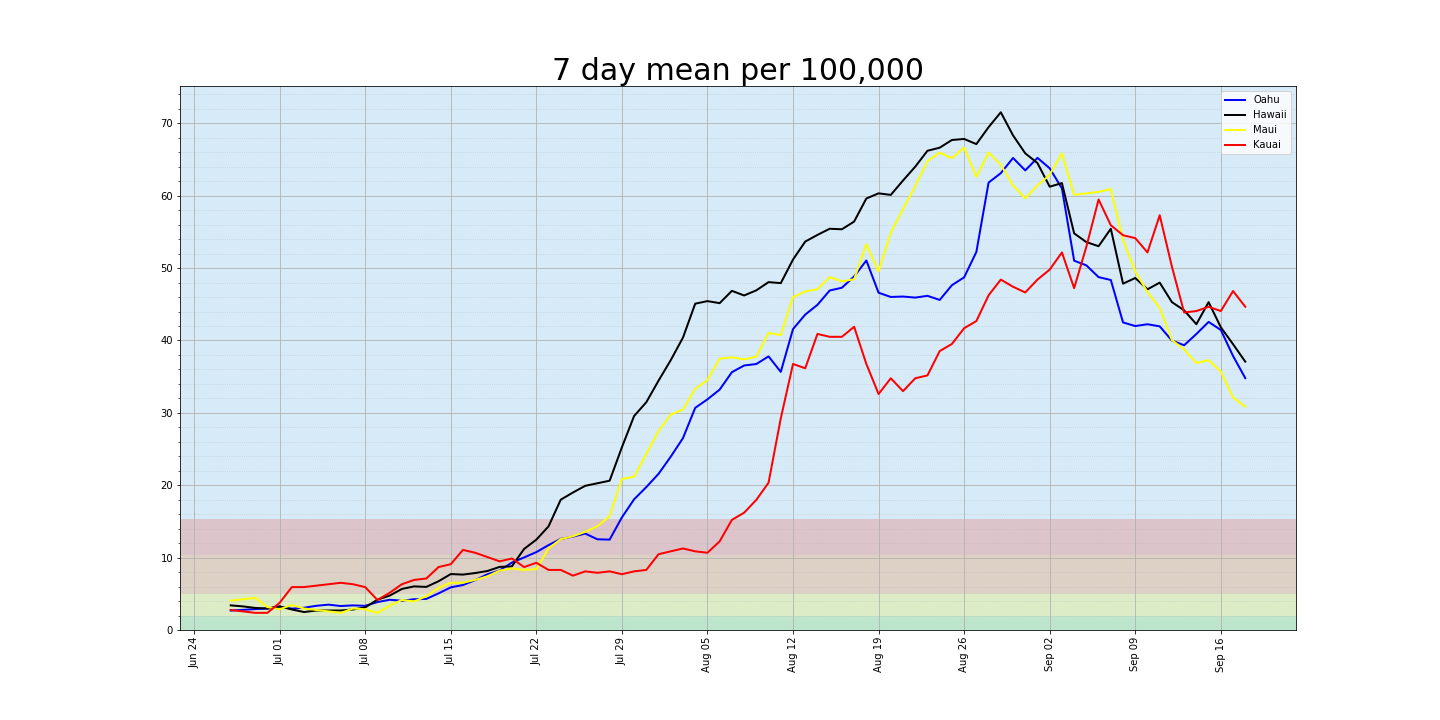 7 day mean per 100,000
Oahu
Hawaii
Maui
Kauai
70
60
50
40
30
20
10
0
Jun 24
Jul 01
Jul 08
Jul 15
Jul 22
Jul 29
Aug 05
Aug 12
Aug 19
Aug 26
Sep 02
Sep 09
Sep 16